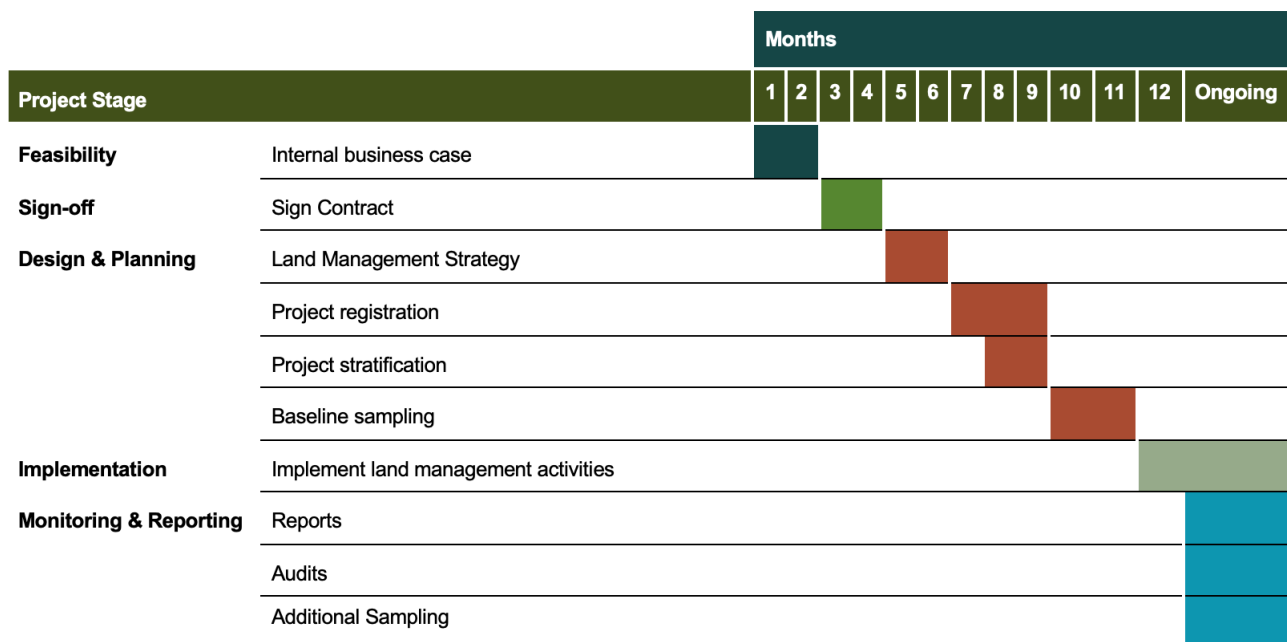 Months
Project Stage 1 2 3 4 5 6 7 8 9 10 11 12 Ongoing
Feasibility Internal business case
Sign-off Sign Contract
Design & Planning Land Management Strategy
Project registration
Project stratification
Baseline sampling
Implementation Implement land management activities
Monitoring & Reporting Reports
Audits
Additional Sampling